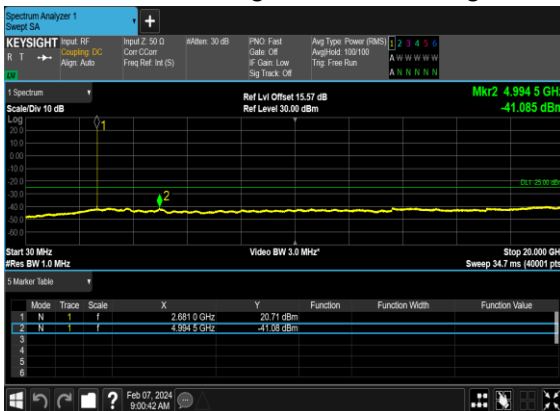 Spectrum Analyzer 1
Swept SA
+
KEYSIGHT Input: RF Input Z: 50 Ω #Atten: 30 dB PNO: Fast Avg Type: Power (RMS) 1 2 3 4 5 6
R T Coupling: DC Corr CCorr Gate: Off Avg|Hold: 100/100 A W W W W W
Align: Auto Freq Ref: Int (S) IF Gain: Low Trig: Free Run
LV Sig Track: Off A N N N N N
1 Spectrum Ref Lvl Offset 15.57 dB Mkr2 4.994 5 GHz
Scale/Div 10 dB Ref Level 30.00 dBm -41.085 dBm
Log
20.0
10.0
0.00
-10.0
-20.0
-30.0
-40.0
-50.0
-60.0
1
2
DL1 -25.00 dBm
Start 30 MHz Video BW 3.0 MHz* Stop 20.000 GHz
#Res BW 1.0 MHz Sweep 34.7 ms (40001 pts)
5 Marker Table
Mode Trace Scale X Y Function Function Width Function Value
1 N 1 f 2.681 0 GHz 20.71 dBm
2 N 1 f 4.994 5 GHz -41.08 dBm
3
4
5
6
? Feb 07, 2024
9:00:42 AM